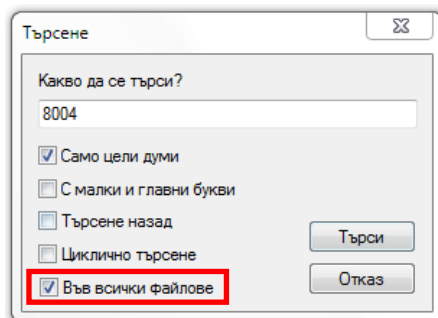 Търсене
Какво да се търси?
8004
Само цели думи
С малки и главни букви
Търсене назад
Циклично търсене
Във всички файлове
Търси
Отказ